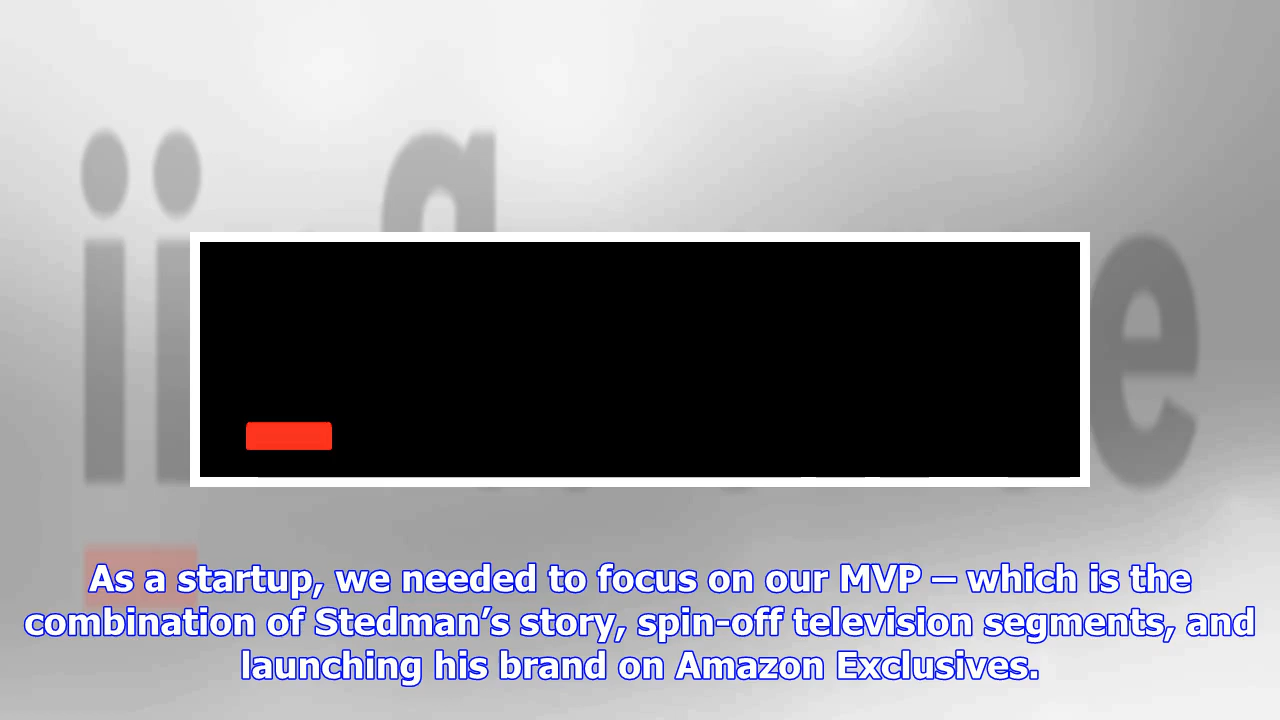 As a startup, we needed to focus on our MVP – which is the
combination of Stedman’s story, spin-off television segments, and
launching his brand on Amazon Exclusives.